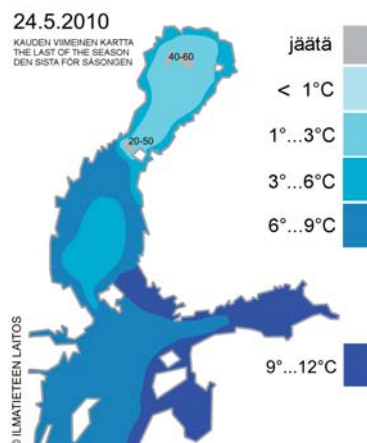 24.5.2010
KAUDEN VIIMEINEN KARTTA
THE LAST OF THE SEASON
DEN SISTA FÖR SÄSONGEN
40-60
20-50
jäätä
< 1°C
1°...3°C
3°...6°C
6°...9°C
9°...12°C
ILMATIETEEN LAITOS